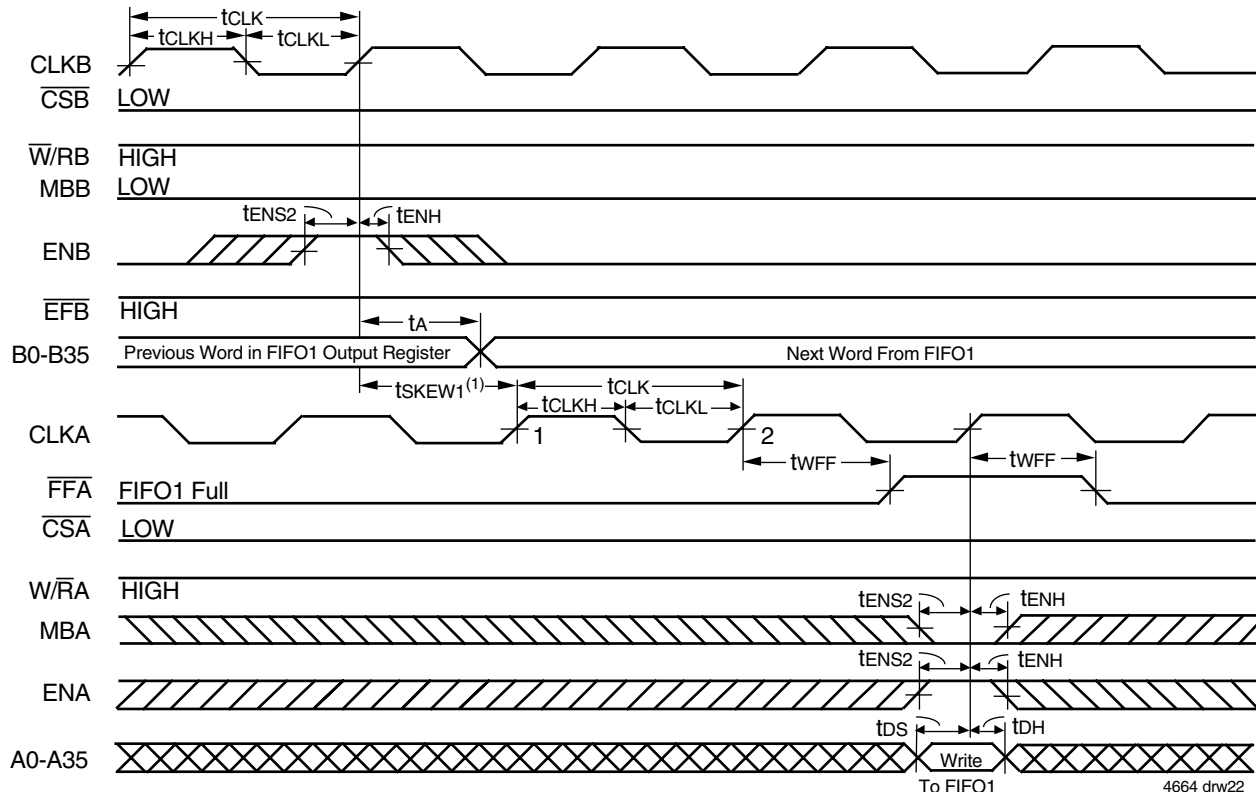 tCLK
tCLKH tCLKL
CLKB
CSB LOW
W/RB HIGH
MBB LOW
tENS2 tENH
ENB
EFB HIGH
tA
B0-B35 Previous Word in FIFO1 Output Register Next Word From FIFO1
tSKEW1(1) tCLK
tCLKH tCLKL
CLKA 1 2
tWFF tWFF
FFA FIFO1 Full
CSA LOW
W/RA HIGH
tENS2 tENH
MBA
tENS2 tENH
ENA
tDS tDH
A0-A35 Write
To FIFO1 4664 drw22